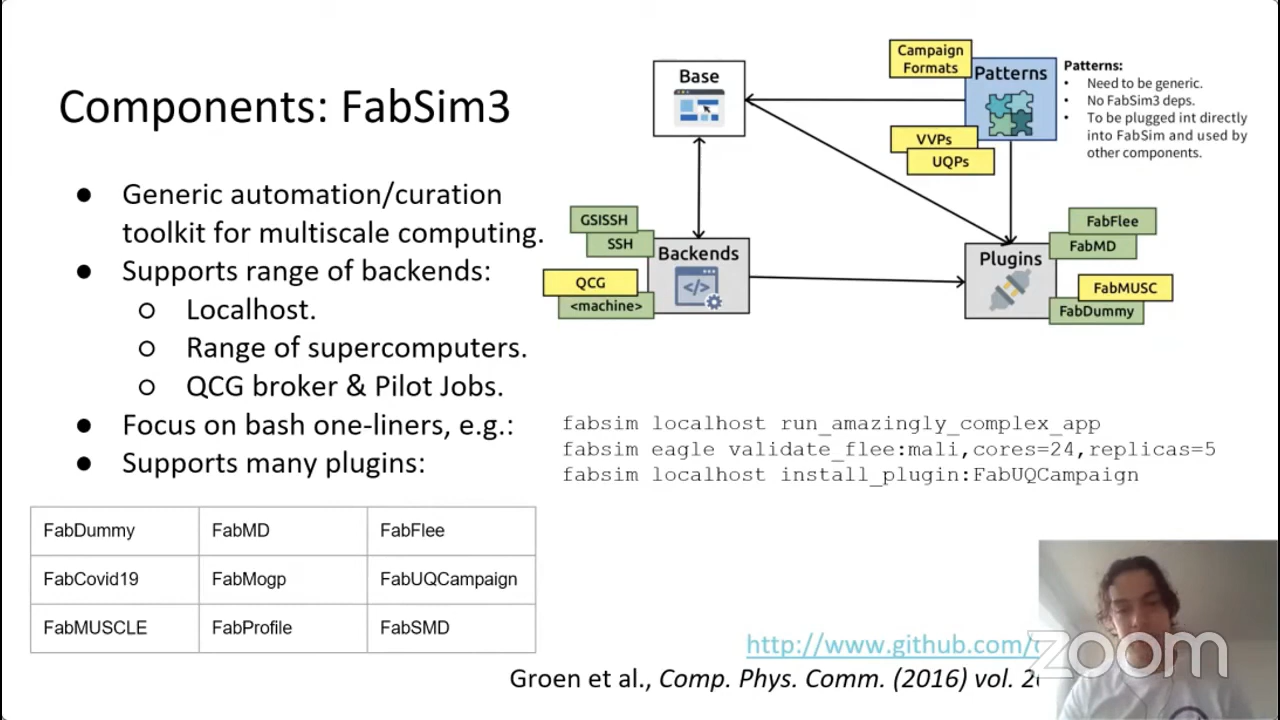 Components: FabSim3
● Generic automation/curation
toolkit for multiscale computing.
● Supports range of backends:
○ Localhost.
○ Range of supercomputers.
○ QCG broker & Pilot Jobs.
● Focus on bash one-liners, e.g.:
● Supports many plugins:
FabDummy FabMD FabFlee
FabCovid19 FabMogp FabUQCampaign
FabMUSCLE FabProfile FabSMD
Base
Campaign
Formats
Patterns
VVPs
UQPs
Patterns:
• Need to be generic.
• No FabSim3 deps.
• To be plugged int directly
into FabSim and used by
other components.
GSISSH
SSH
Backends
QCG
<machine>
Plugins
FabFlee
FabMD
FabMUSC
FabDummy
fabsim localhost run_amazingly_complex_app
fabsim eagle validate_flee:mali,cores=24,replicas=5
fabsim localhost install_plugin:FabUQCampaign
http://www.github.com/
Groen et al., Comp. Phys. Comm. (2016) vol.
zoom